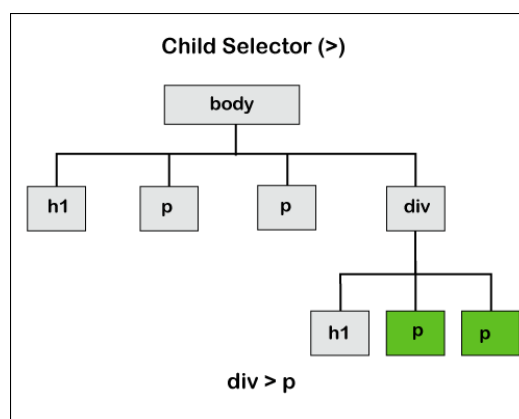 Child Selector (>)
body
h1 p p div
h1 p p
div > p